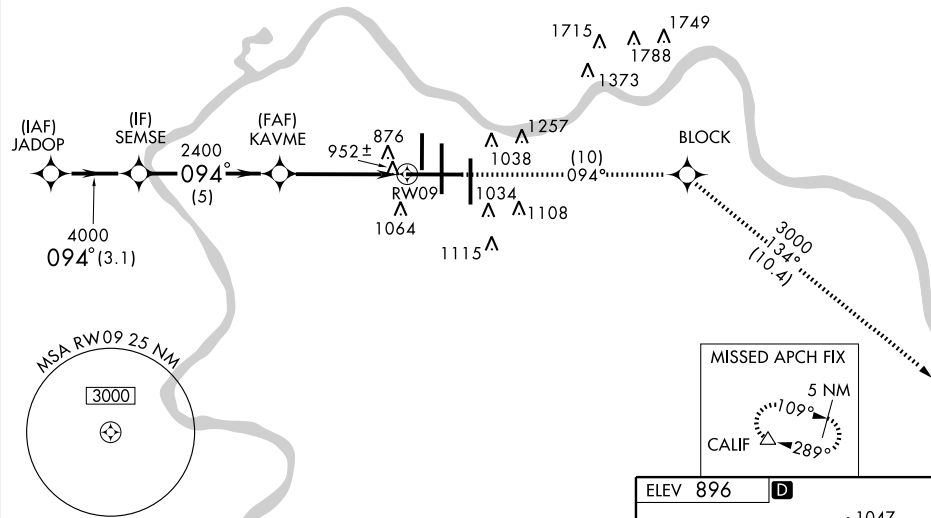 1715
1788
1749
1373
(IAF)
JADOP
(IF)
SEMSE
(FAF)
KAVME
2400
094°
(5)
876
952±
RW09
1064
1257
1038
(10)
094°
BLOCK
1034
1108
1115
4000
094°(3.1)
3000
134°
(10.4)
MSA RW09 25 NM
3000
MISSED APCH FIX
5 NM
109°
CALIF
289°
ELEV 896 D
1047